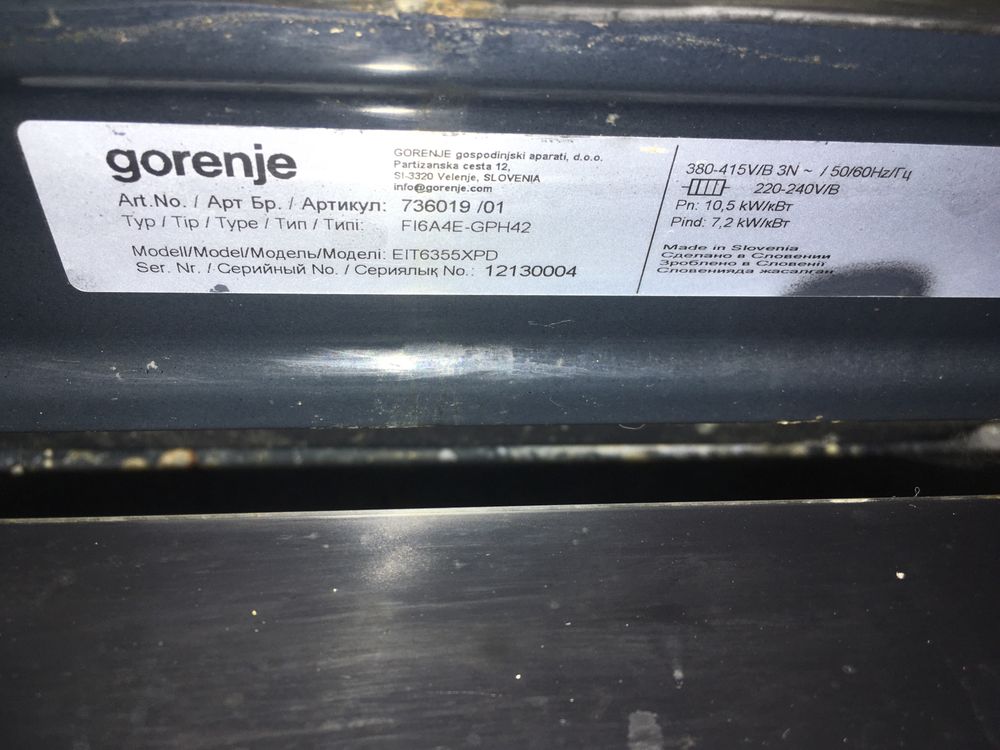 gorenje
GORENJE gospodinjski aparati, d.o.o.
Partizanska cesta 12,
SI-3320 Velenje, SLOVENIA
info@gorenje.com
Art.No. / Арт Бр. / Артикул: 736019 /01
Typ / Tip / Type / Тип / Типі: FI6A4E-GPH42
Modell/Model/Модель/Моделі: EIT6355XPD
Ser. Nr. / Серийный No. / Сериялық No.: 12130004
380-415V/В 3N ~ / 50/60Hz/Гц
220-240V/В
Pn: 10,5 kW/кВт
Pind: 7,2 kW/кВт
Made in Slovenia
Сделано в Словении
Зроблено в Словенії
Словенияда жасалған